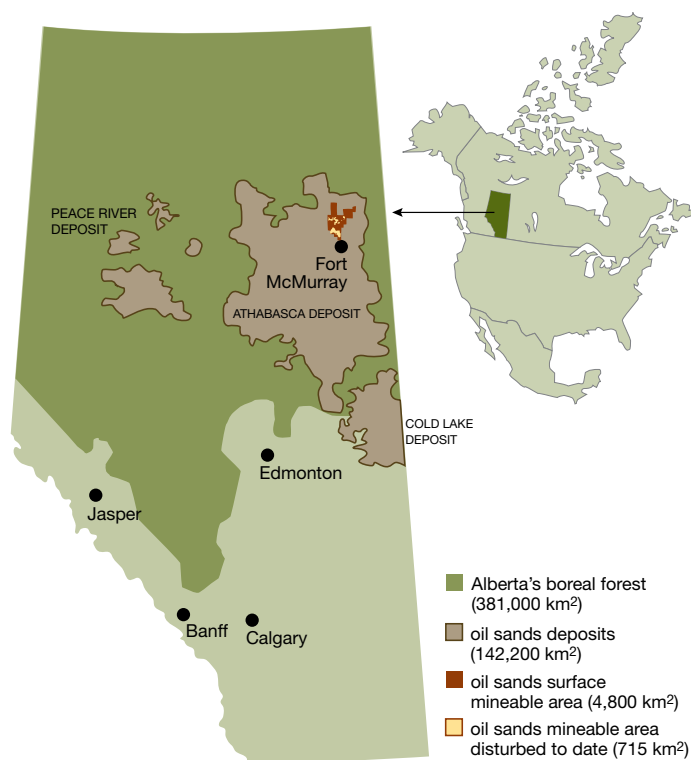 PEACE RIVER
DEPOSIT
Fort
McMurray
ATHABASCA DEPOSIT
COLD LAKE
DEPOSIT
Edmonton
Jasper
Banff
Calgary
Alberta’s boreal forest
(381,000 km²)
oil sands deposits
(142,200 km²)
oil sands surface
mineable area (4,800 km²)
oil sands mineable area
disturbed to date (715 km²)